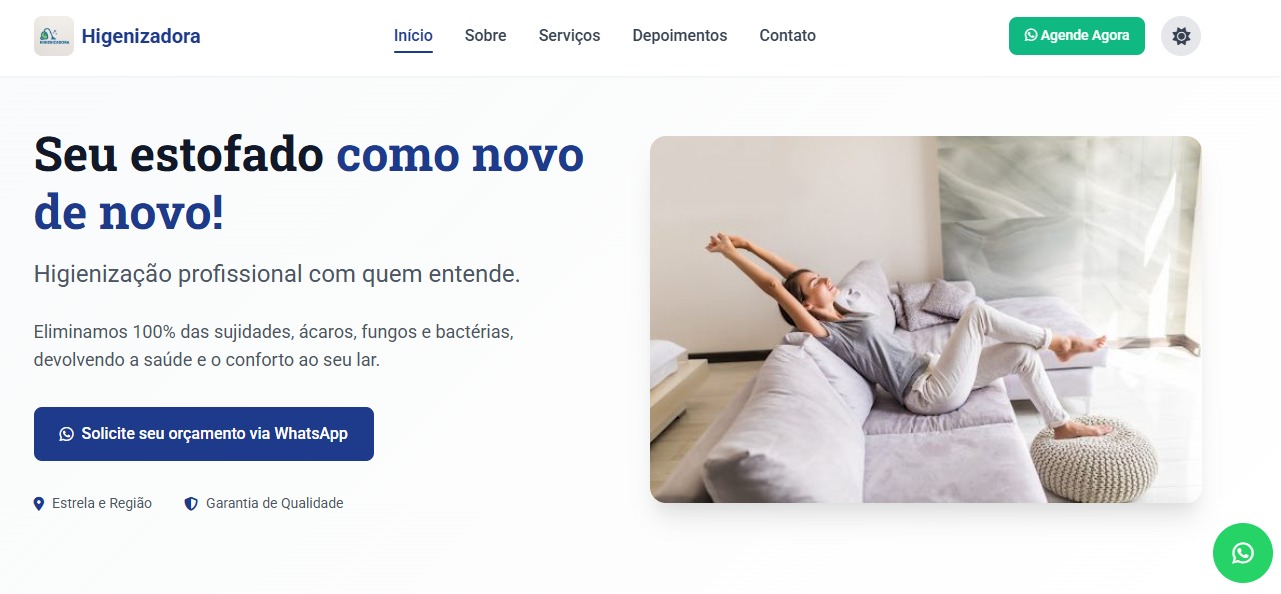 HIGIENIZADORA
Higenizadora
Início
Sobre
Serviços
Depoimentos
Contato
Agende Agora
Seu estofado como novo
de novo!
Higienização profissional com quem entende.
Eliminamos 100% das sujidades, ácaros, fungos e bactérias,
devolvendo a saúde e o conforto ao seu lar.
Solicite seu orçamento via WhatsApp
Estrela e Região
Garantia de Qualidade